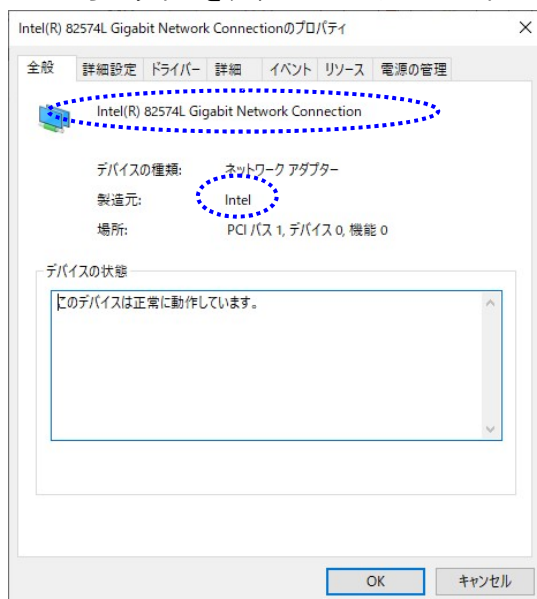 Intel(R) 82574L Gigabit Network Connectionのプロパティ
全般 詳細設定 ドライバー 詳細 イベント リソース 電源の管理
Intel(R) 82574L Gigabit Network Connection
デバイスの種類: ネットワーク アダプター
製造元: Intel
場所: PCI バス 1, デバイス 0, 機能 0
デバイスの状態
このデバイスは正常に動作しています。
OK キャンセル